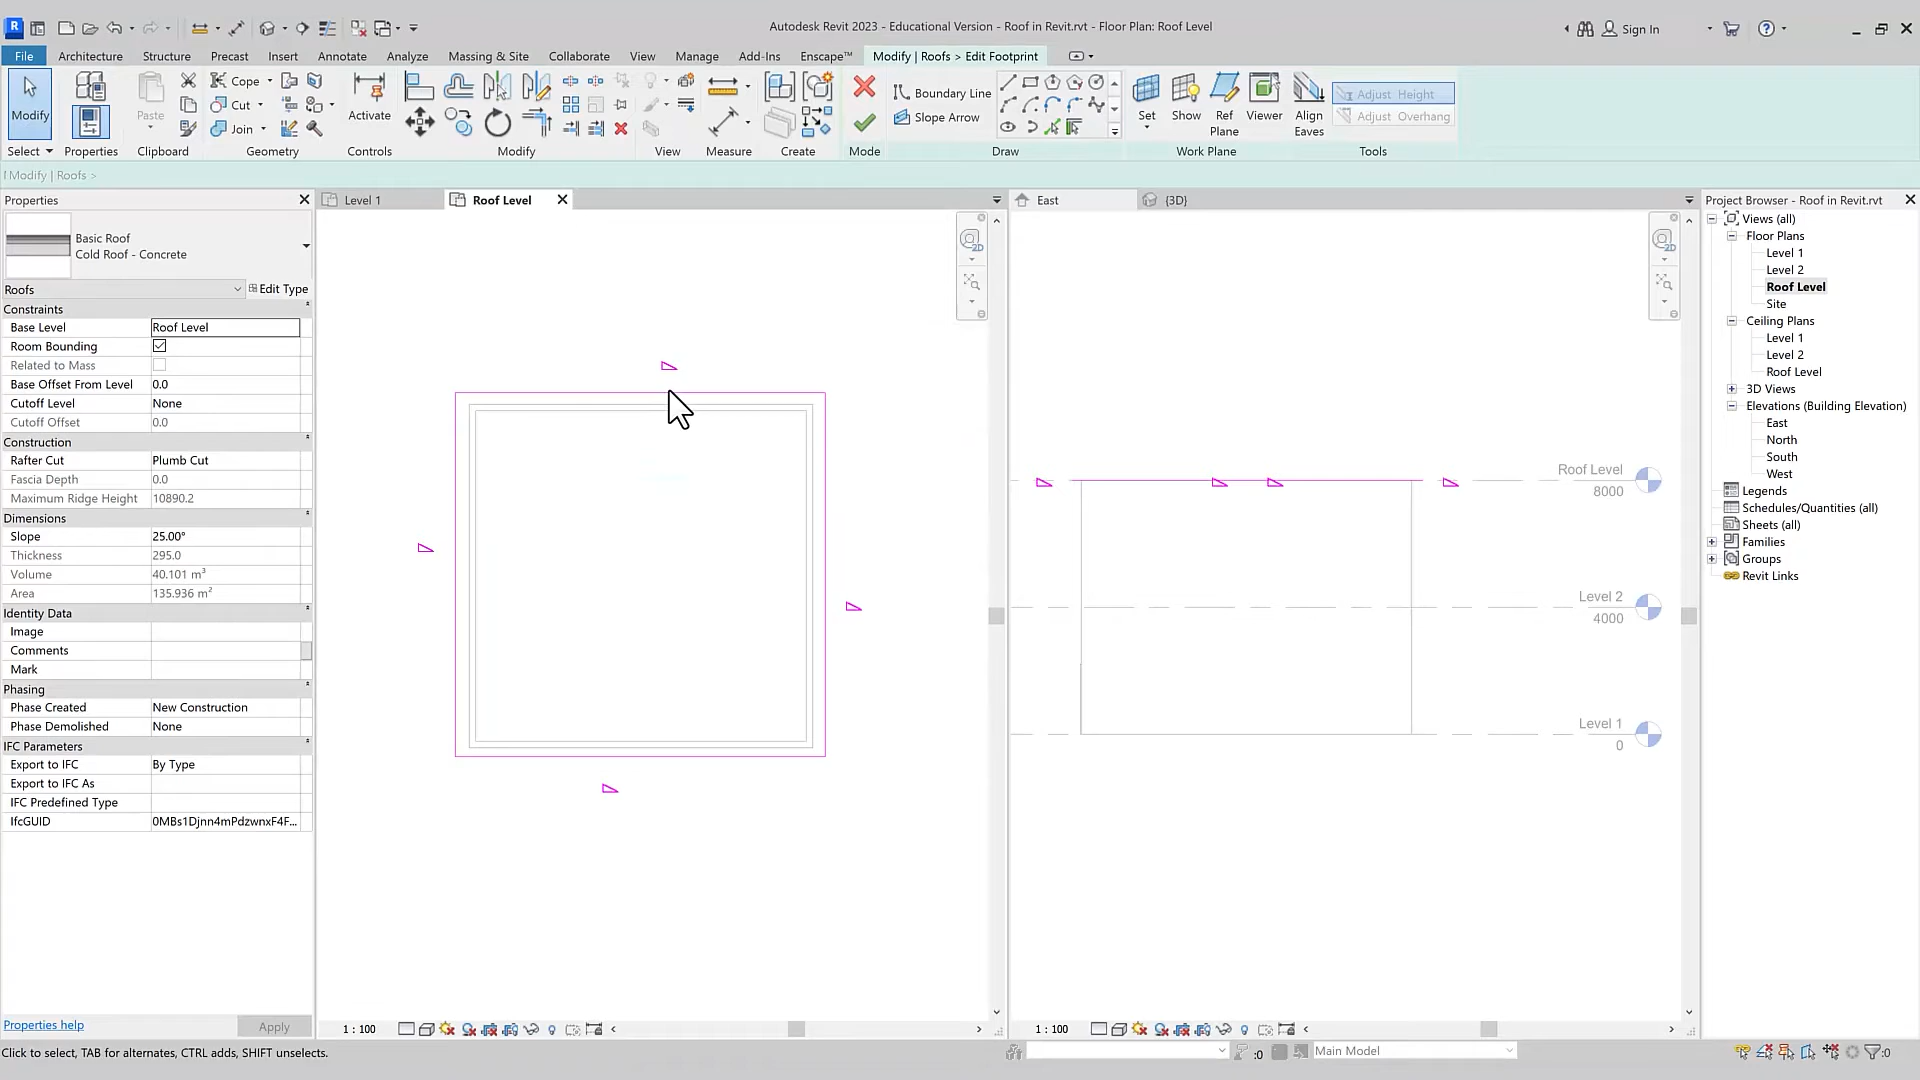 Autodesk Revit 2023 - Educational Version - Roof in Revit.rvt - Floor Plan: Roof Level
Sign In
File Architecture Structure Precast Insert Annotate Analyze Massing & Site Collaborate View Manage Add-Ins Enscape™ Modify | Roofs > Edit Footprint
Modify
Paste
Cope
Cut
Join
Activate
Boundary Line
Slope Arrow
Set
Show
Ref
Plane
Viewer
Align
Eaves
Adjust Height
Adjust Overhang
Select Properties Clipboard Geometry Controls Modify View Measure Create Mode Draw Work Plane Tools
Modify | Roofs >
Properties
Basic Roof
Cold Roof - Concrete
Roofs Edit Type
Constraints
Base Level Roof Level
Room Bounding
Related to Mass
Base Offset From Level 0.0
Cutoff Level None
Cutoff Offset 0.0
Construction
Rafter Cut Plumb Cut
Fascia Depth 0.0
Maximum Ridge Height 10890.2
Dimensions
Slope 25.00°
Thickness 295.0
Volume 40.101 m³
Area 135.936 m²
Identity Data
Image
Comments
Mark
Phasing
Phase Created New Construction
Phase Demolished None
IFC Parameters
Export to IFC By Type
Export to IFC As
IFC Predefined Type
IfcGUID 0MBs1Djnn4mPdzwnxF4F...
Properties help Apply
Level 1 Roof Level
2D
1 : 100
East {3D}
2D
Roof Level
8000
Level 2
4000
Level 1
0
1 : 100
Project Browser - Roof in Revit.rvt
Views (all)
Floor Plans
Level 1
Level 2
Roof Level
Site
Ceiling Plans
Level 1
Level 2
Roof Level
3D Views
Elevations (Building Elevation)
East
North
South
West
Legends
Schedules/Quantities (all)
Sheets (all)
Families
Groups
Revit Links
Click to select, TAB for alternates, CTRL adds, SHIFT unselects.
:0
Main Model
:0